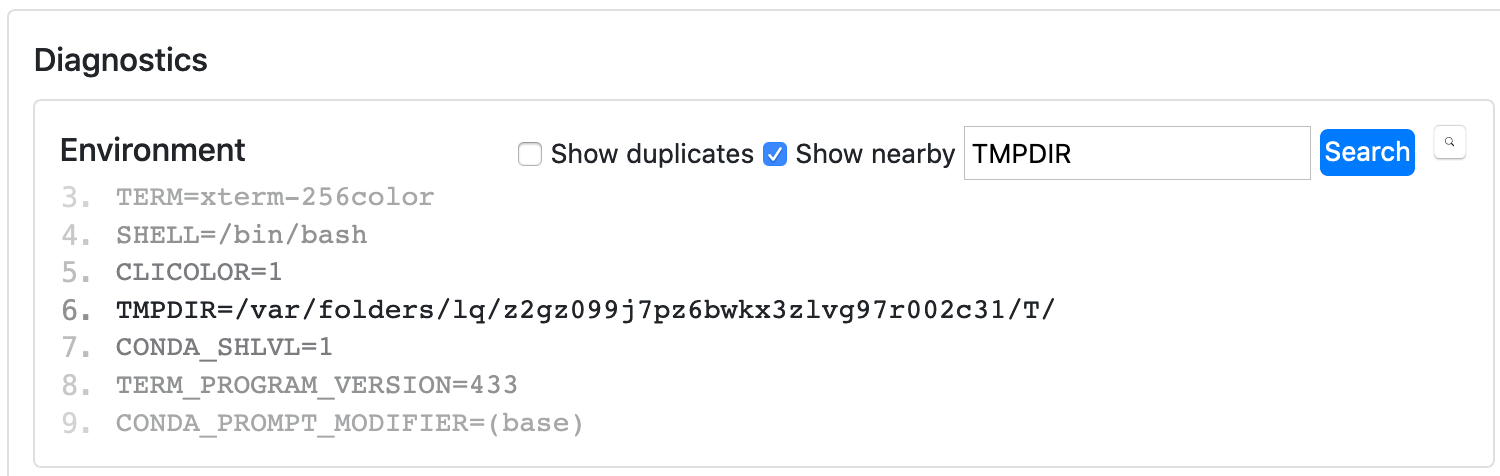 Diagnostics
Environment Show duplicates Show nearby TMPDIR Search
3. TERM=xterm-256color
4. SHELL=/bin/bash
5. CLICOLOR=1
6. TMPDIR=/var/folders/lq/z2gz099j7pz6bwkx3zlvg97r002c31/T/
7. CONDA_SHLVL=1
8. TERM_PROGRAM_VERSION=433
9. CONDA_PROMPT_MODIFIER=(base)